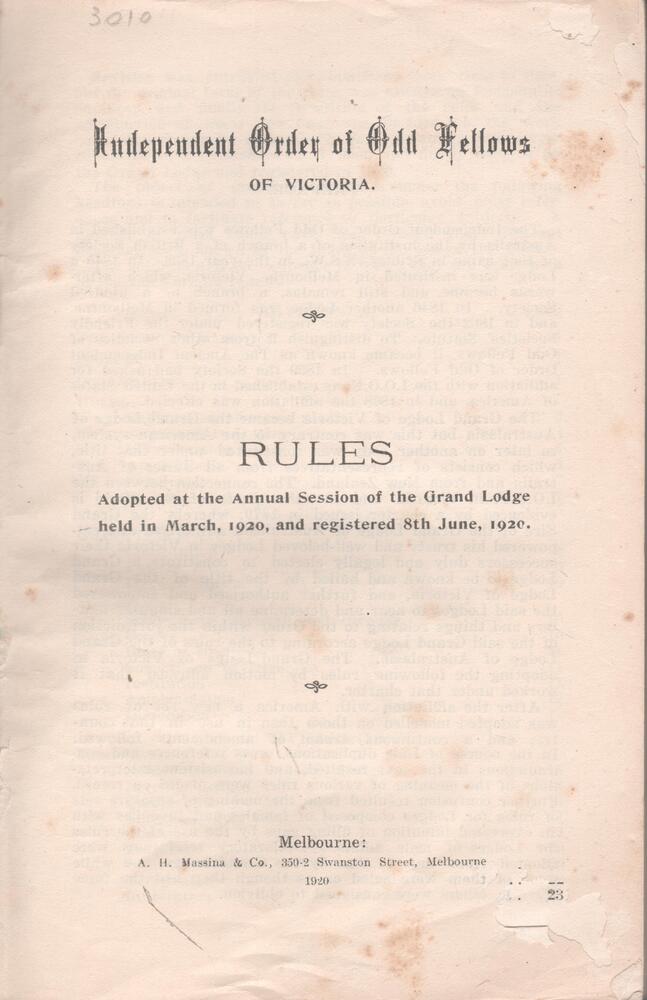 3010
Independent Order of Odd Fellows
OF VICTORIA.
RULES
Adopted at the Annual Session of the Grand Lodge
held in March, 1920, and registered 8th June, 1920.
Melbourne:
A. H. Massina & Co., 350-2 Swanston Street, Melbourne
1920
23